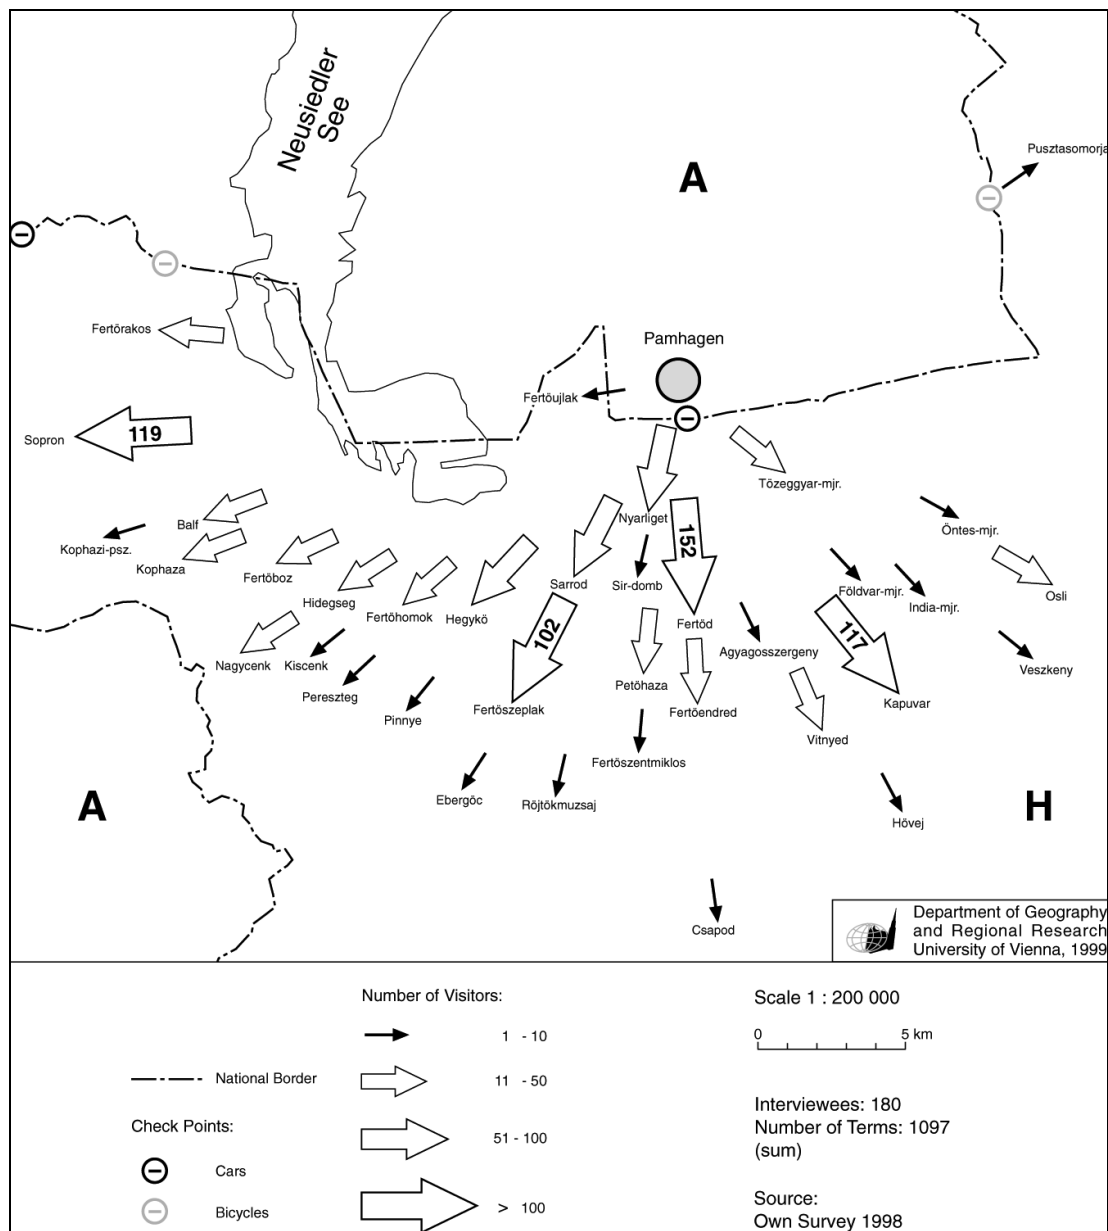 Neusiedler
See
A
Pusztasomorja
Fertörakos
Pamhagen
Fertöujlak
Sopron
119
Tözeggyar-mjr.
Nyarliget
Balf
Öntes-mjr.
152
Kophazi-psz.
Kophaza
Fertöboz
Sarrod
Sir-domb
Földvar-mjr.
Osli
Hidegseg
India-mjr.
Fertöhomok
Hegykö
Fertöd
102
117
Agyagosszergeny
Nagycenk
Kiscenk
Veszkeny
Petöhaza
Pereszteg
Kapuvar
Fertöszeplak
Fertöendred
Pinnye
Vitnyed
Fertöszentmiklos
Ebergöc
Röjtökmuzsaj
A
H
Hövej
Csapod
Department of Geography
and Regional Research
University of Vienna, 1999
Number of Visitors:
1 - 10
11 - 50
51 - 100
> 100
National Border
Check Points:
Cars
Bicycles
Scale 1 : 200 000
0 5 km
Interviewees: 180
Number of Terms: 1097
(sum)
Source:
Own Survey 1998